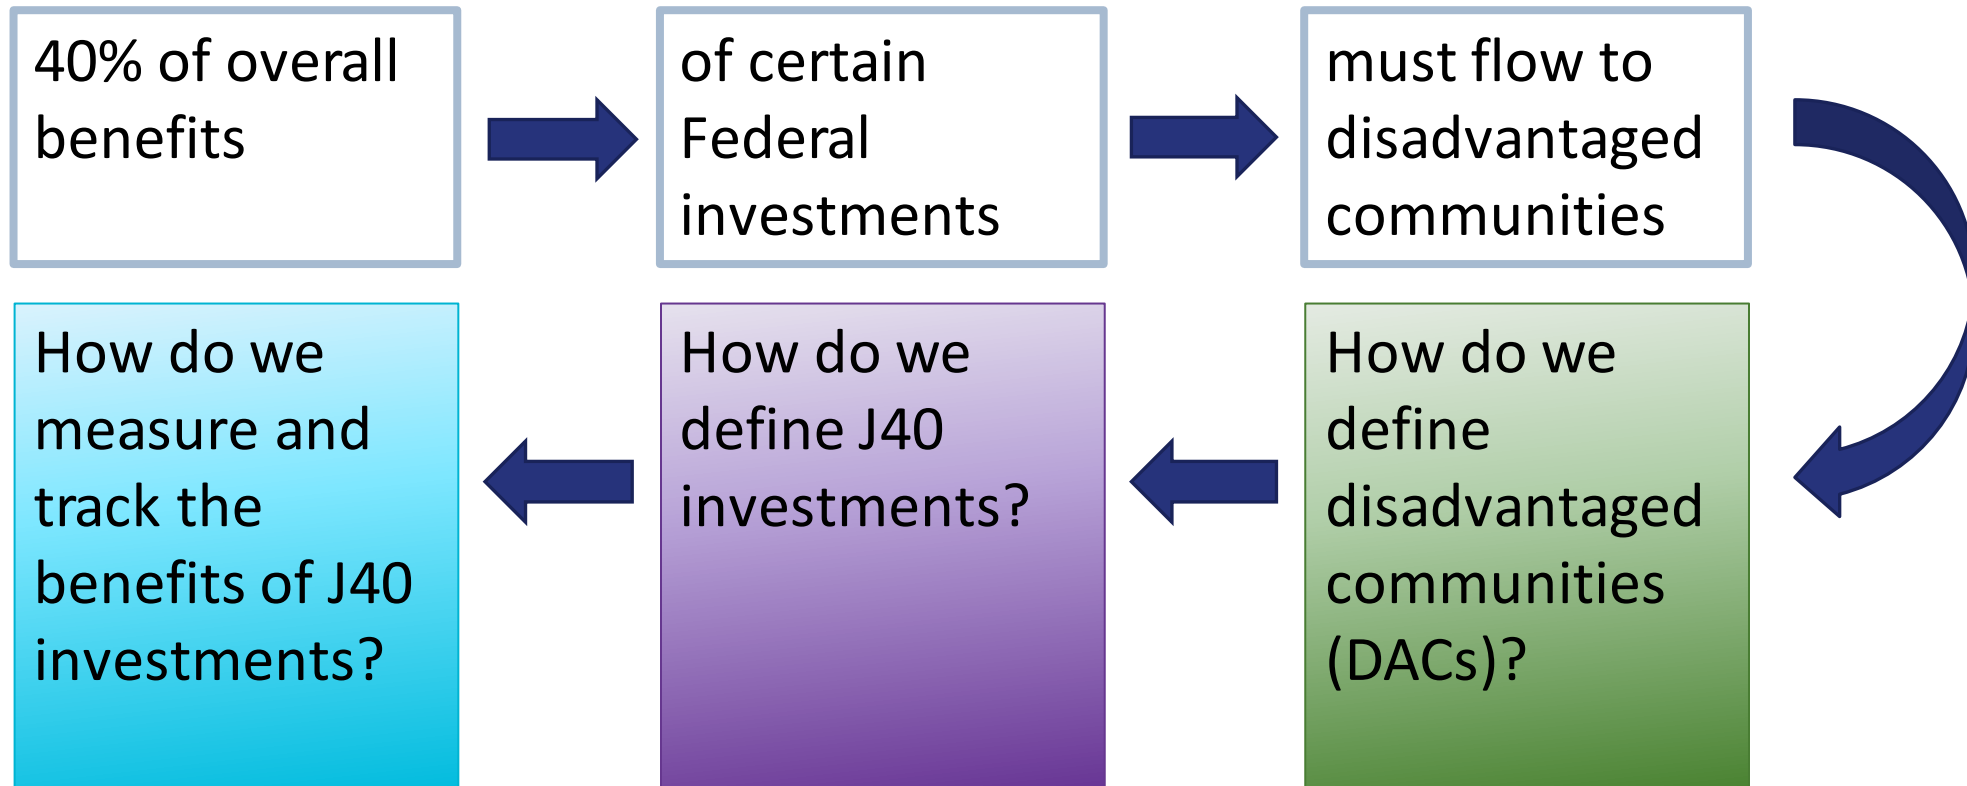 40% of overall
benefits
of certain
Federal
investments
must flow to
disadvantaged
communities
How do we
measure and
track the
benefits of J40
investments?
How do we
define J40
investments?
How do we
define
disadvantaged
communities
(DACs)?